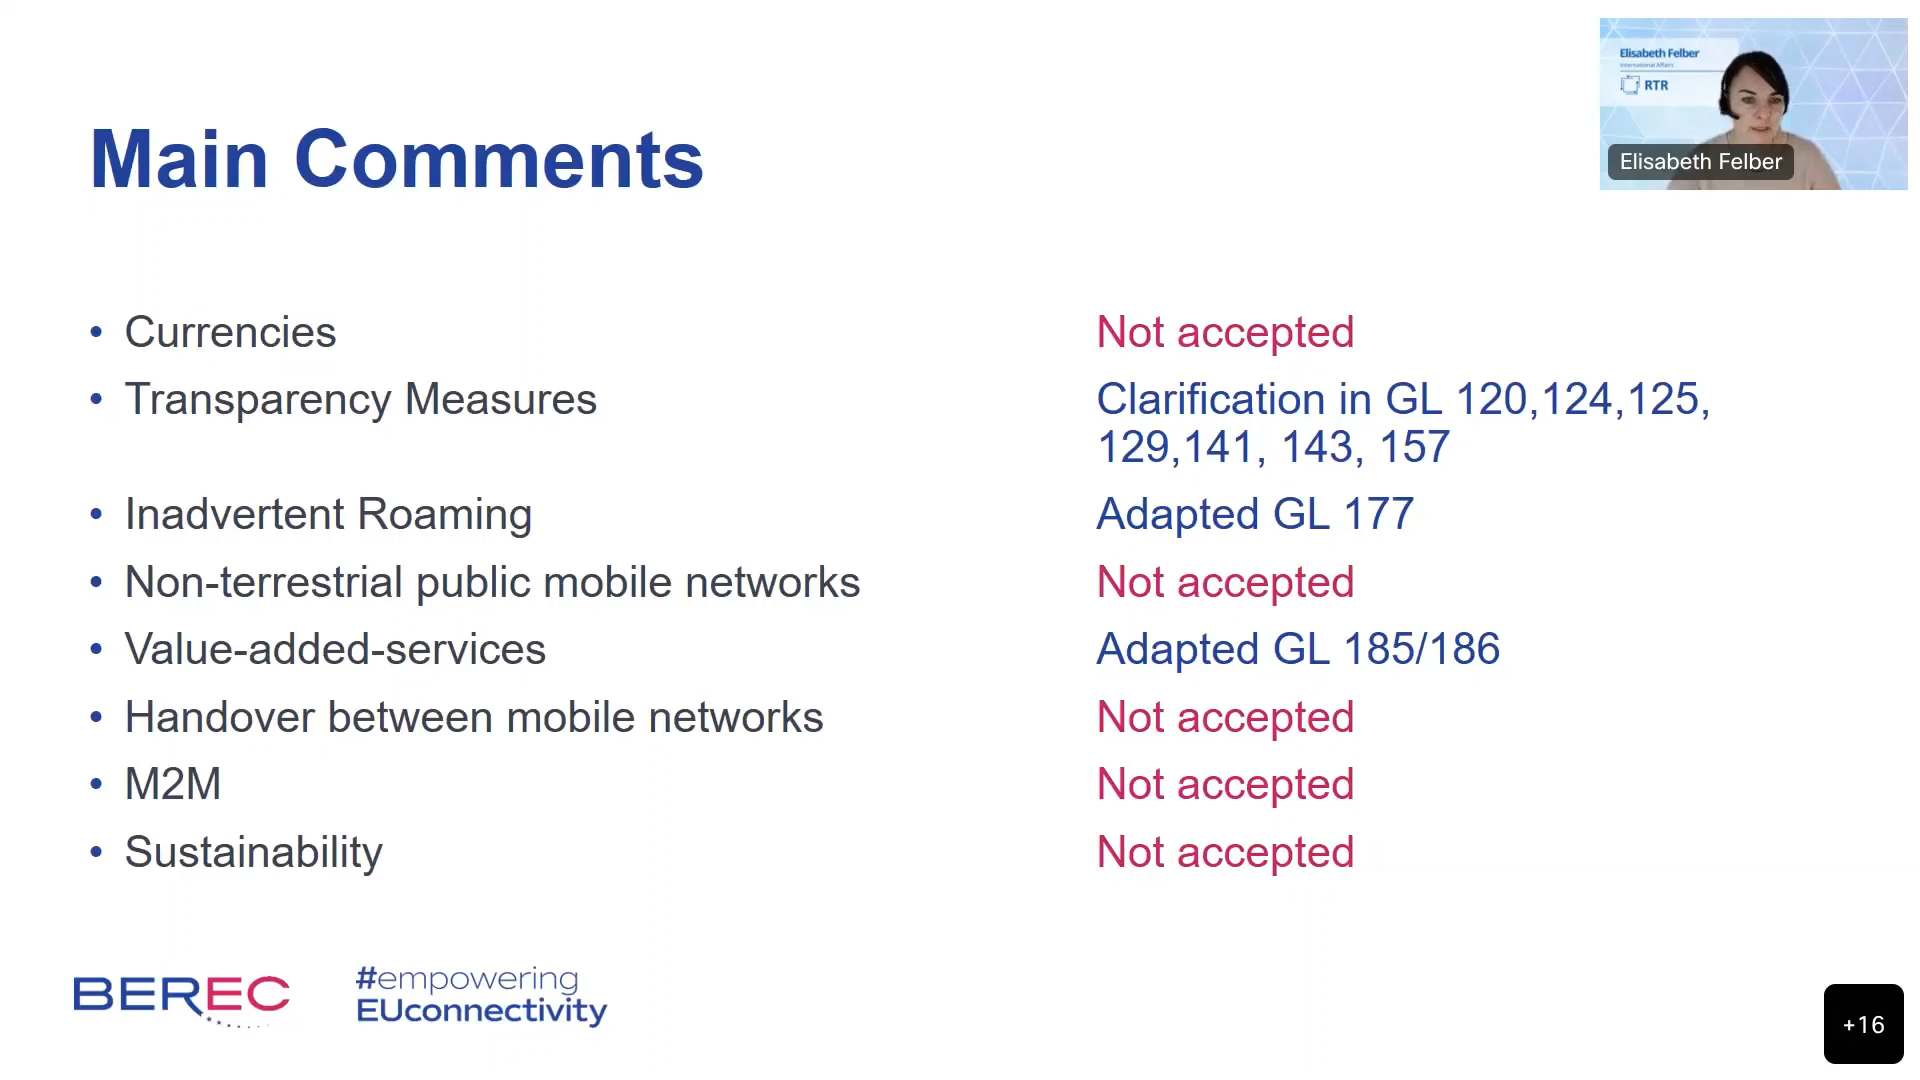 Main Comments
Elisabeth Felber
International Affairs
RTR
Elisabeth Felber
• Currencies
Not accepted
• Transparency Measures
Clarification in GL 120,124,125,
129,141, 143, 157
• Inadvertent Roaming
Adapted GL 177
• Non-terrestrial public mobile networks
Not accepted
• Value-added-services
Adapted GL 185/186
• Handover between mobile networks
Not accepted
• M2M
Not accepted
• Sustainability
Not accepted
BEREC
#empowering
EUconnectivity
+16